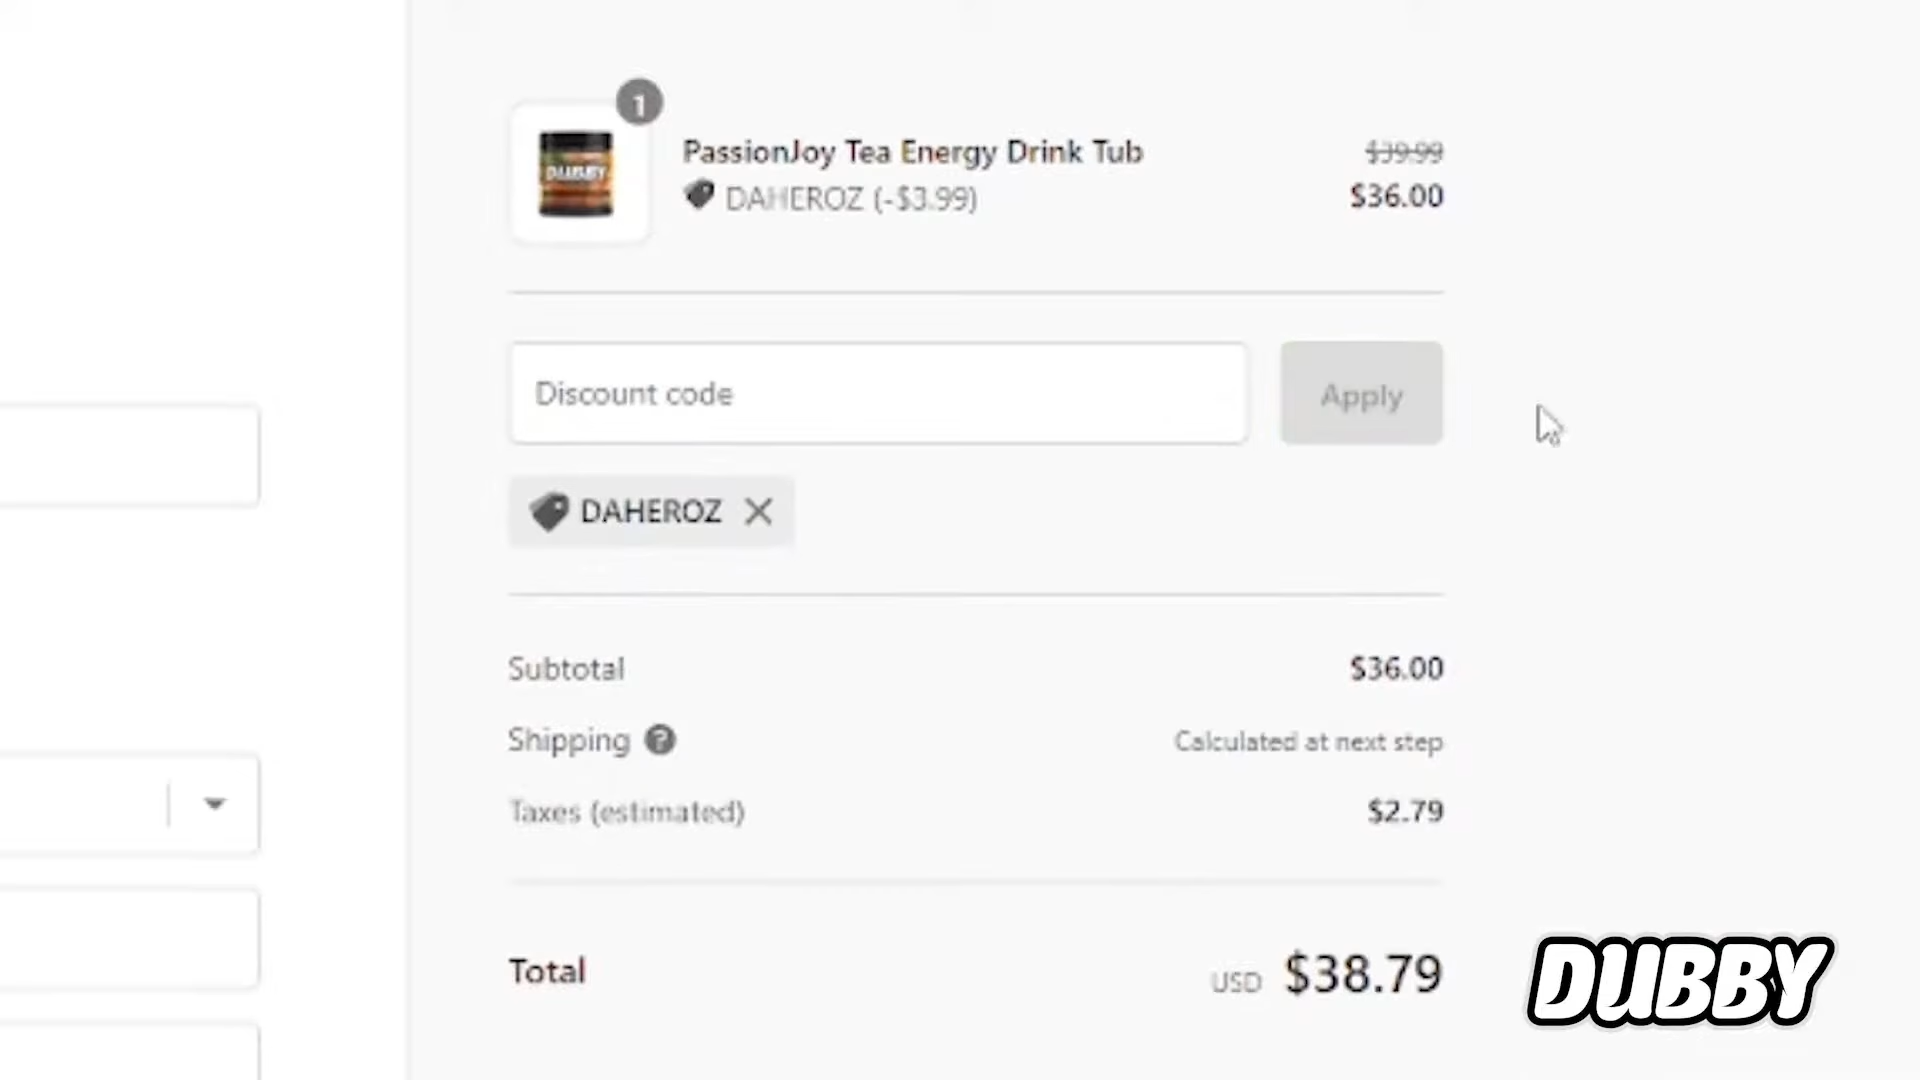 1
PassionJoy Tea Energy Drink Tub
$39.99
DAHEROZ (-$3.99)
$36.00
DUBBY
Discount code
Apply
DAHEROZ
Subtotal
$36.00
Shipping ?
Calculated at next step
Taxes (estimated)
$2.79
Total
USD $38.79
DUBBY